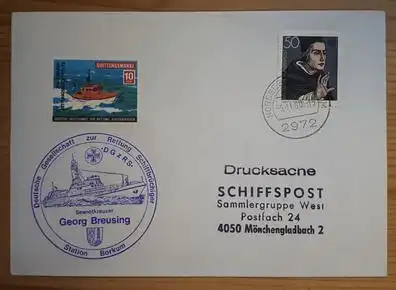 QUITTUNGSMARKE
10
50
2972
Deutsche Gesellschaft zur Rettung Schiffbrüchiger
·DGzRS·
Seenotkreuzer
Georg Breusing
Station Borkum
Drucksache
SCHIFFSPOST
Sammlergruppe West
Postfach 24
4050 Mönchengladbach 2